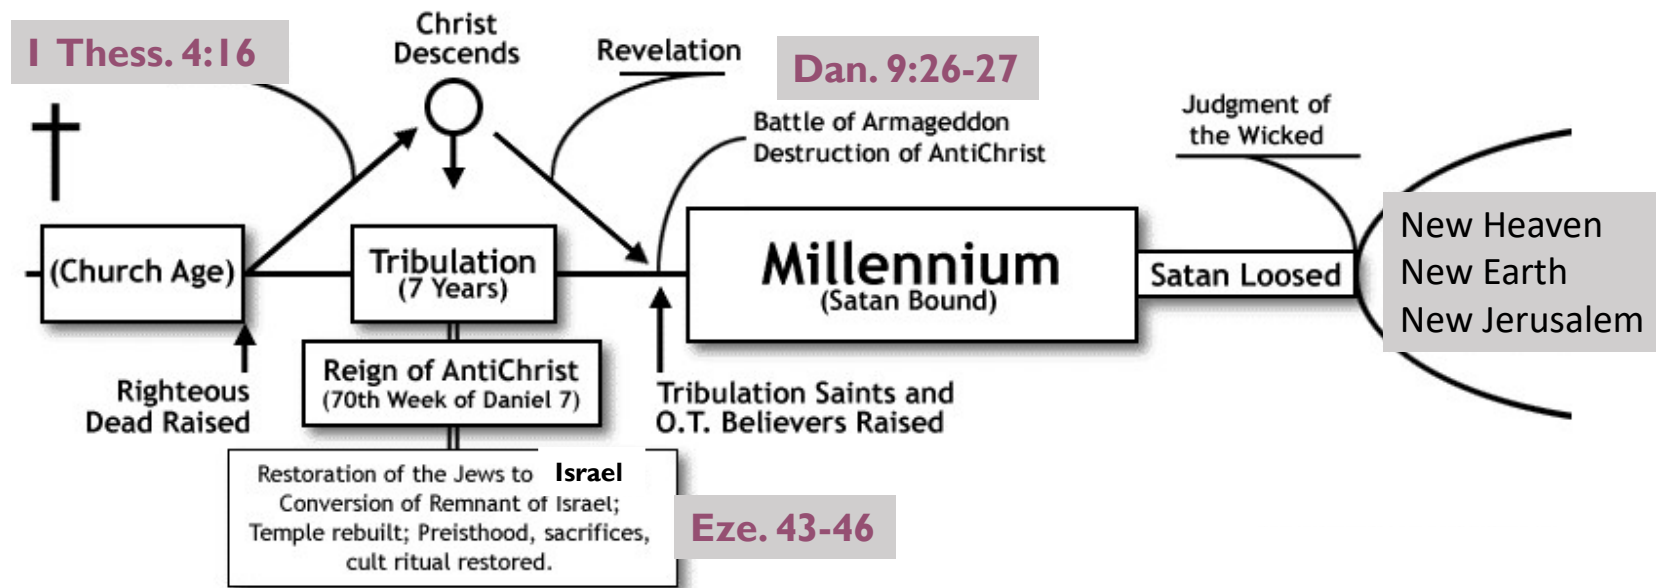 1 Thess. 4:16
Christ
Descends
Revelation
Dan. 9:26-27
Battle of Armageddon
Destruction of AntiChrist
Judgment of
the Wicked
(Church Age)
Tribulation
(7 Years)
Millennium
(Satan Bound)
Satan Loosed
New Heaven
New Earth
New Jerusalem
Righteous
Dead Raised
Reign of AntiChrist
(70th Week of Daniel 7)
Tribulation Saints and
O.T. Believers Raised
Restoration of the Jews to Israel
Conversion of Remnant of Israel;
Temple rebuilt; Preisthood, sacrifices,
cult ritual restored.
Eze. 43-46